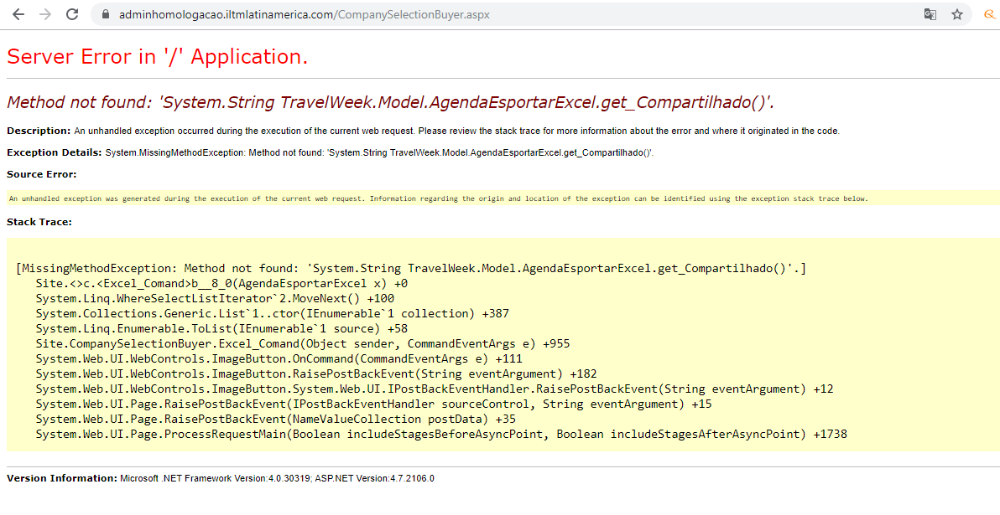 adminhomologacao.iltmlatinamerica.com/CompanySelectionBuyer.aspx
Server Error in '/' Application.
Method not found: 'System.String TravelWeek.Model.AgendaEsportarExcel.get_Compartilhado()'.
Description: An unhandled exception occurred during the execution of the current web request. Please review the stack trace for more information about the error and where it originated in the code.
Exception Details: System.MissingMethodException: Method not found: 'System.String TravelWeek.Model.AgendaEsportarExcel.get_Compartilhado()'.
Source Error:
An unhandled exception was generated during the execution of the current web request. Information regarding the origin and location of the exception can be identified using the exception stack trace below.
Stack Trace:
[MissingMethodException: Method not found: 'System.String TravelWeek.Model.AgendaEsportarExcel.get_Compartilhado()'.]
Site.<>c.<Excel_Comand>b__8_0(AgendaEsportarExcel x) +0
System.Linq.WhereSelectListIterator`2.MoveNext() +100
System.Collections.Generic.List`1..ctor(IEnumerable`1 collection) +387
System.Linq.Enumerable.ToList(IEnumerable`1 source) +58
Site.CompanySelectionBuyer.Excel_Comand(Object sender, CommandEventArgs e) +955
System.Web.UI.WebControls.ImageButton.OnCommand(CommandEventArgs e) +111
System.Web.UI.WebControls.ImageButton.RaisePostBackEvent(String eventArgument) +182
System.Web.UI.WebControls.ImageButton.System.Web.UI.IPostBackEventHandler.RaisePostBackEvent(String eventArgument) +12
System.Web.UI.Page.RaisePostBackEvent(IPostBackEventHandler sourceControl, String eventArgument) +15
System.Web.UI.Page.RaisePostBackEvent(NameValueCollection postData) +35
System.Web.UI.Page.ProcessRequestMain(Boolean includeStagesBeforeAsyncPoint, Boolean includeStagesAfterAsyncPoint) +1738
Version Information: Microsoft .NET Framework Version:4.0.30319; ASP.NET Version:4.7.2106.0